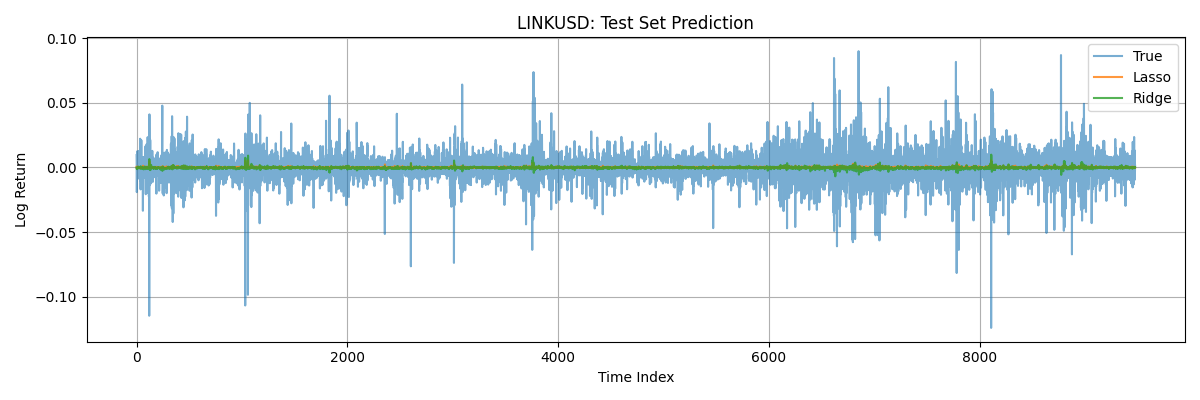 LINKUSD: Test Set Prediction
0.10
0.05
0.00
−0.05
−0.10
Log Return
True
Lasso
Ridge
0
2000
4000
6000
8000
Time Index